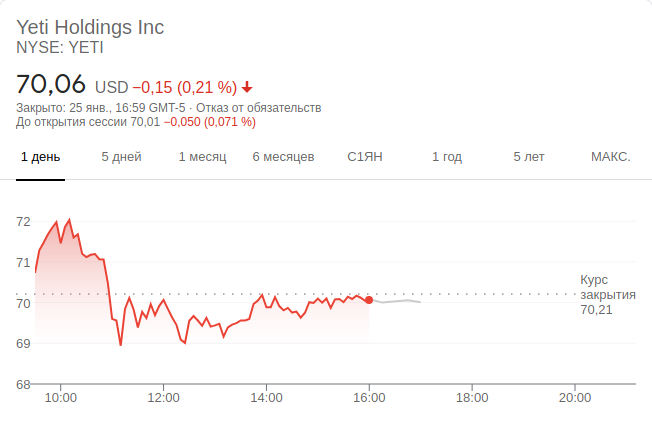 Yeti Holdings Inc
NYSE: YETI
70,06 USD −0,15 (0,21 %)
Закрыто: 25 янв., 16:59 GMT-5 · Отказ от обязательств
До открытия сессии 70,01 −0,050 (0,071 %)
1 день 5 дней 1 месяц 6 месяцев С1ЯН 1 год 5 лет МАКС.
72
71
70
69
68
Курс
закрытия
70,21
10:00 12:00 14:00 16:00 18:00 20:00